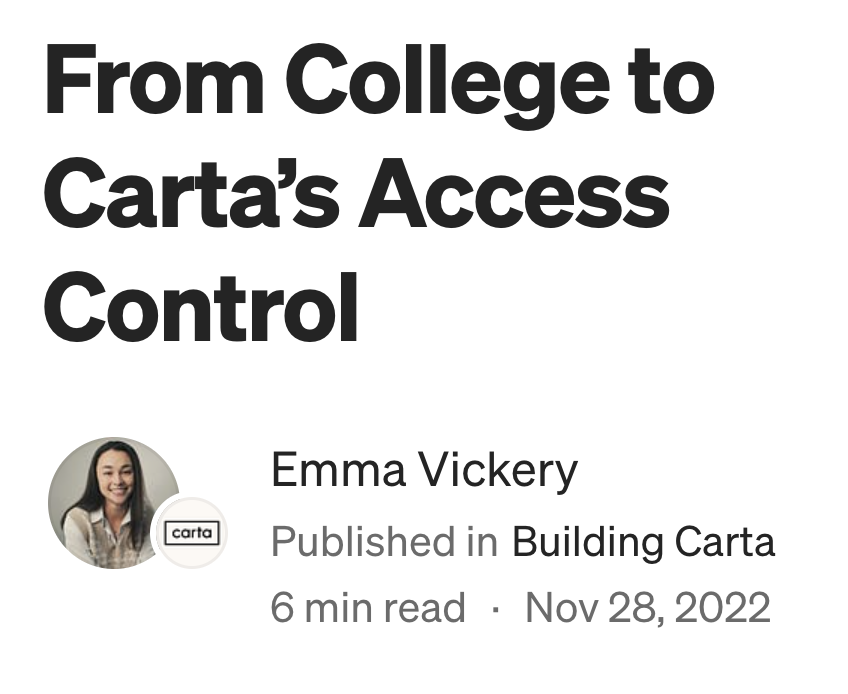 From College to
Carta’s Access
Control
Emma Vickery
carta
Published in Building Carta
6 min read · Nov 28, 2022